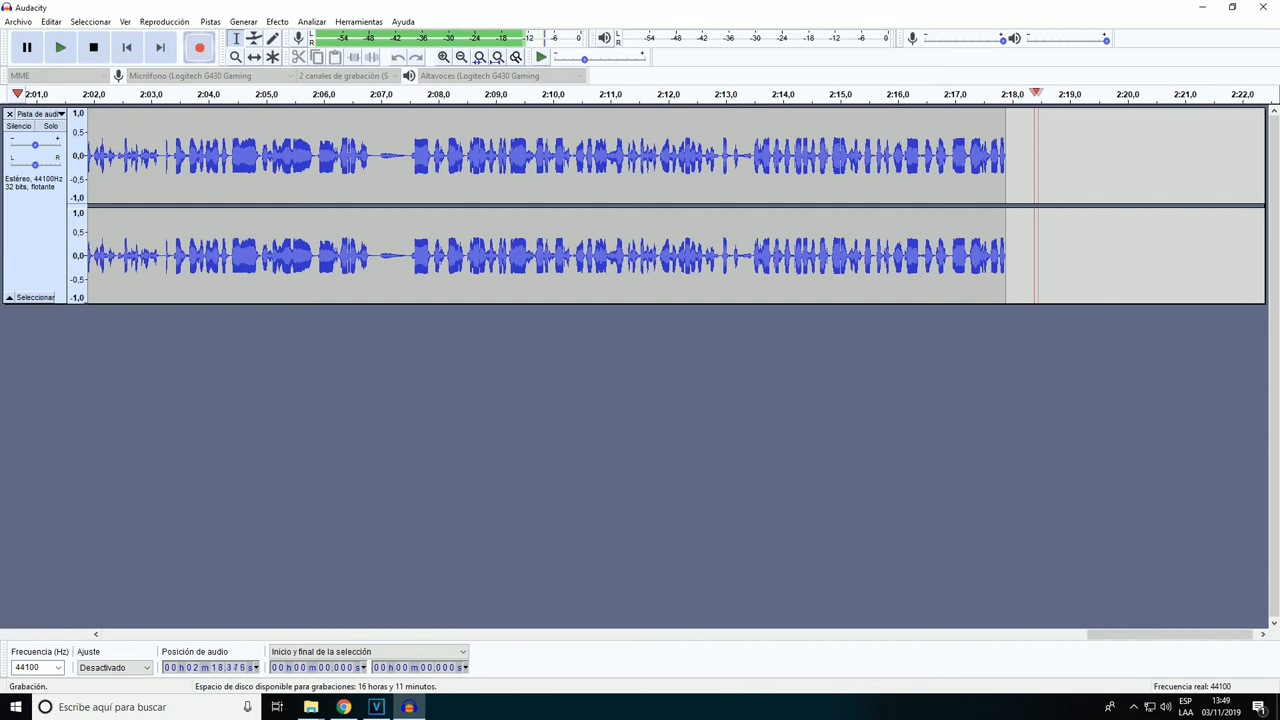 Audacity
Archivo Editar Seleccionar Ver Reproducción Pistas Generar Efecto Analizar Herramientas Ayuda
L R -54 -48 -42 -36 -30 -24 -18 -12 -6 0 L R -54 -48 -42 -36 -30 -24 -18 -12 -6 0
MME Micrófono (Logitech G430 Gaming 2 canales de grabación (S Altavoces (Logitech G430 Gaming
2:01,0 2:02,0 2:03,0 2:04,0 2:05,0 2:06,0 2:07,0 2:08,0 2:09,0 2:10,0 2:11,0 2:12,0 2:13,0 2:14,0 2:15,0 2:16,0 2:17,0 2:18,0 2:19,0 2:20,0 2:21,0 2:22,0
Pista de audi 1,0
Silencio Solo 0,5
- + 0,0
L R
Estéreo, 44100Hz -0,5
32 bits, flotante
-1,0
1,0
0,5
0,0
-0,5
Seleccionar -1,0
Frecuencia (Hz) Ajuste Posición de audio Inicio y final de la selección
44100 Desactivado 00 h 02 m 18,376 s 00 h 00 m 00,000 s 00 h 00 m 00,000 s
Grabación. Espacio de disco disponible para grabaciones: 16 horas y 11 minutos. Frecuencia real: 44100
Escribe aquí para buscar ESP 13:49
LAA 03/11/2019